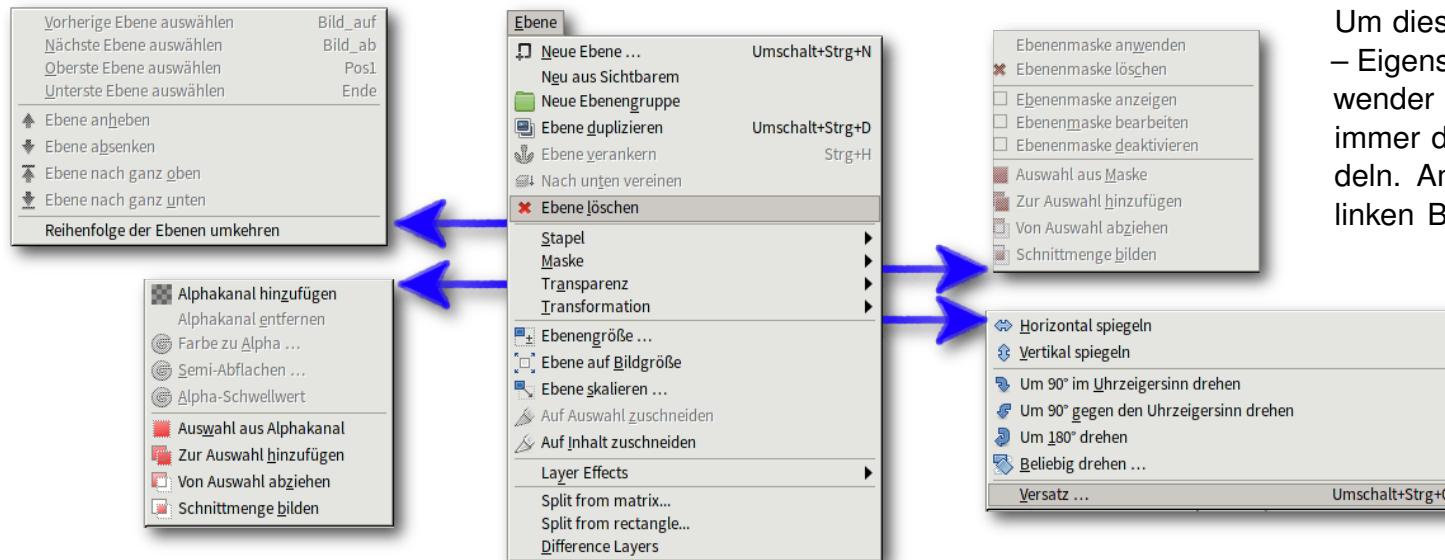 Vorherige Ebene auswählen Bild_auf
Nächste Ebene auswählen Bild_ab
Oberste Ebene auswählen Pos1
Unterste Ebene auswählen Ende
Ebene anheben
Ebene absenken
Ebene nach ganz oben
Ebene nach ganz unten
Reihenfolge der Ebenen umkehren
Alphakanal hinzufügen
Alphakanal entfernen
Farbe zu Alpha …
Semi-Abflachen …
Alpha-Schwellwert
Auswahl aus Alphakanal
Zur Auswahl hinzufügen
Von Auswahl abziehen
Schnittmenge bilden
Ebene
Neue Ebene … Umschalt+Strg+N
Neu aus Sichtbarem
Neue Ebenengruppe
Ebene duplizieren Umschalt+Strg+D
Ebene verankern Strg+H
Nach unten vereinen
Ebene löschen
Stapel
Maske
Transparenz
Transformation
Ebenengröße …
Ebene auf Bildgröße
Ebene skalieren …
Auf Auswahl zuschneiden
Auf Inhalt zuschneiden
Layer Effects
Split from matrix...
Split from rectangle...
Difference Layers
Ebenenmaske anwenden
Ebenenmaske löschen
Ebenenmaske anzeigen
Ebenenmaske bearbeiten
Ebenenmaske deaktivieren
Auswahl aus Maske
Zur Auswahl hinzufügen
Von Auswahl abziehen
Schnittmenge bilden
Horizontal spiegeln
Vertikal spiegeln
Um 90° im Uhrzeigersinn drehen
Um 90° gegen den Uhrzeigersinn drehen
Um 180° drehen
Beliebig drehen …
Versatz … Umschalt+Strg+
Um dies
– Eigens
wender
immer d
deln. A
linken B